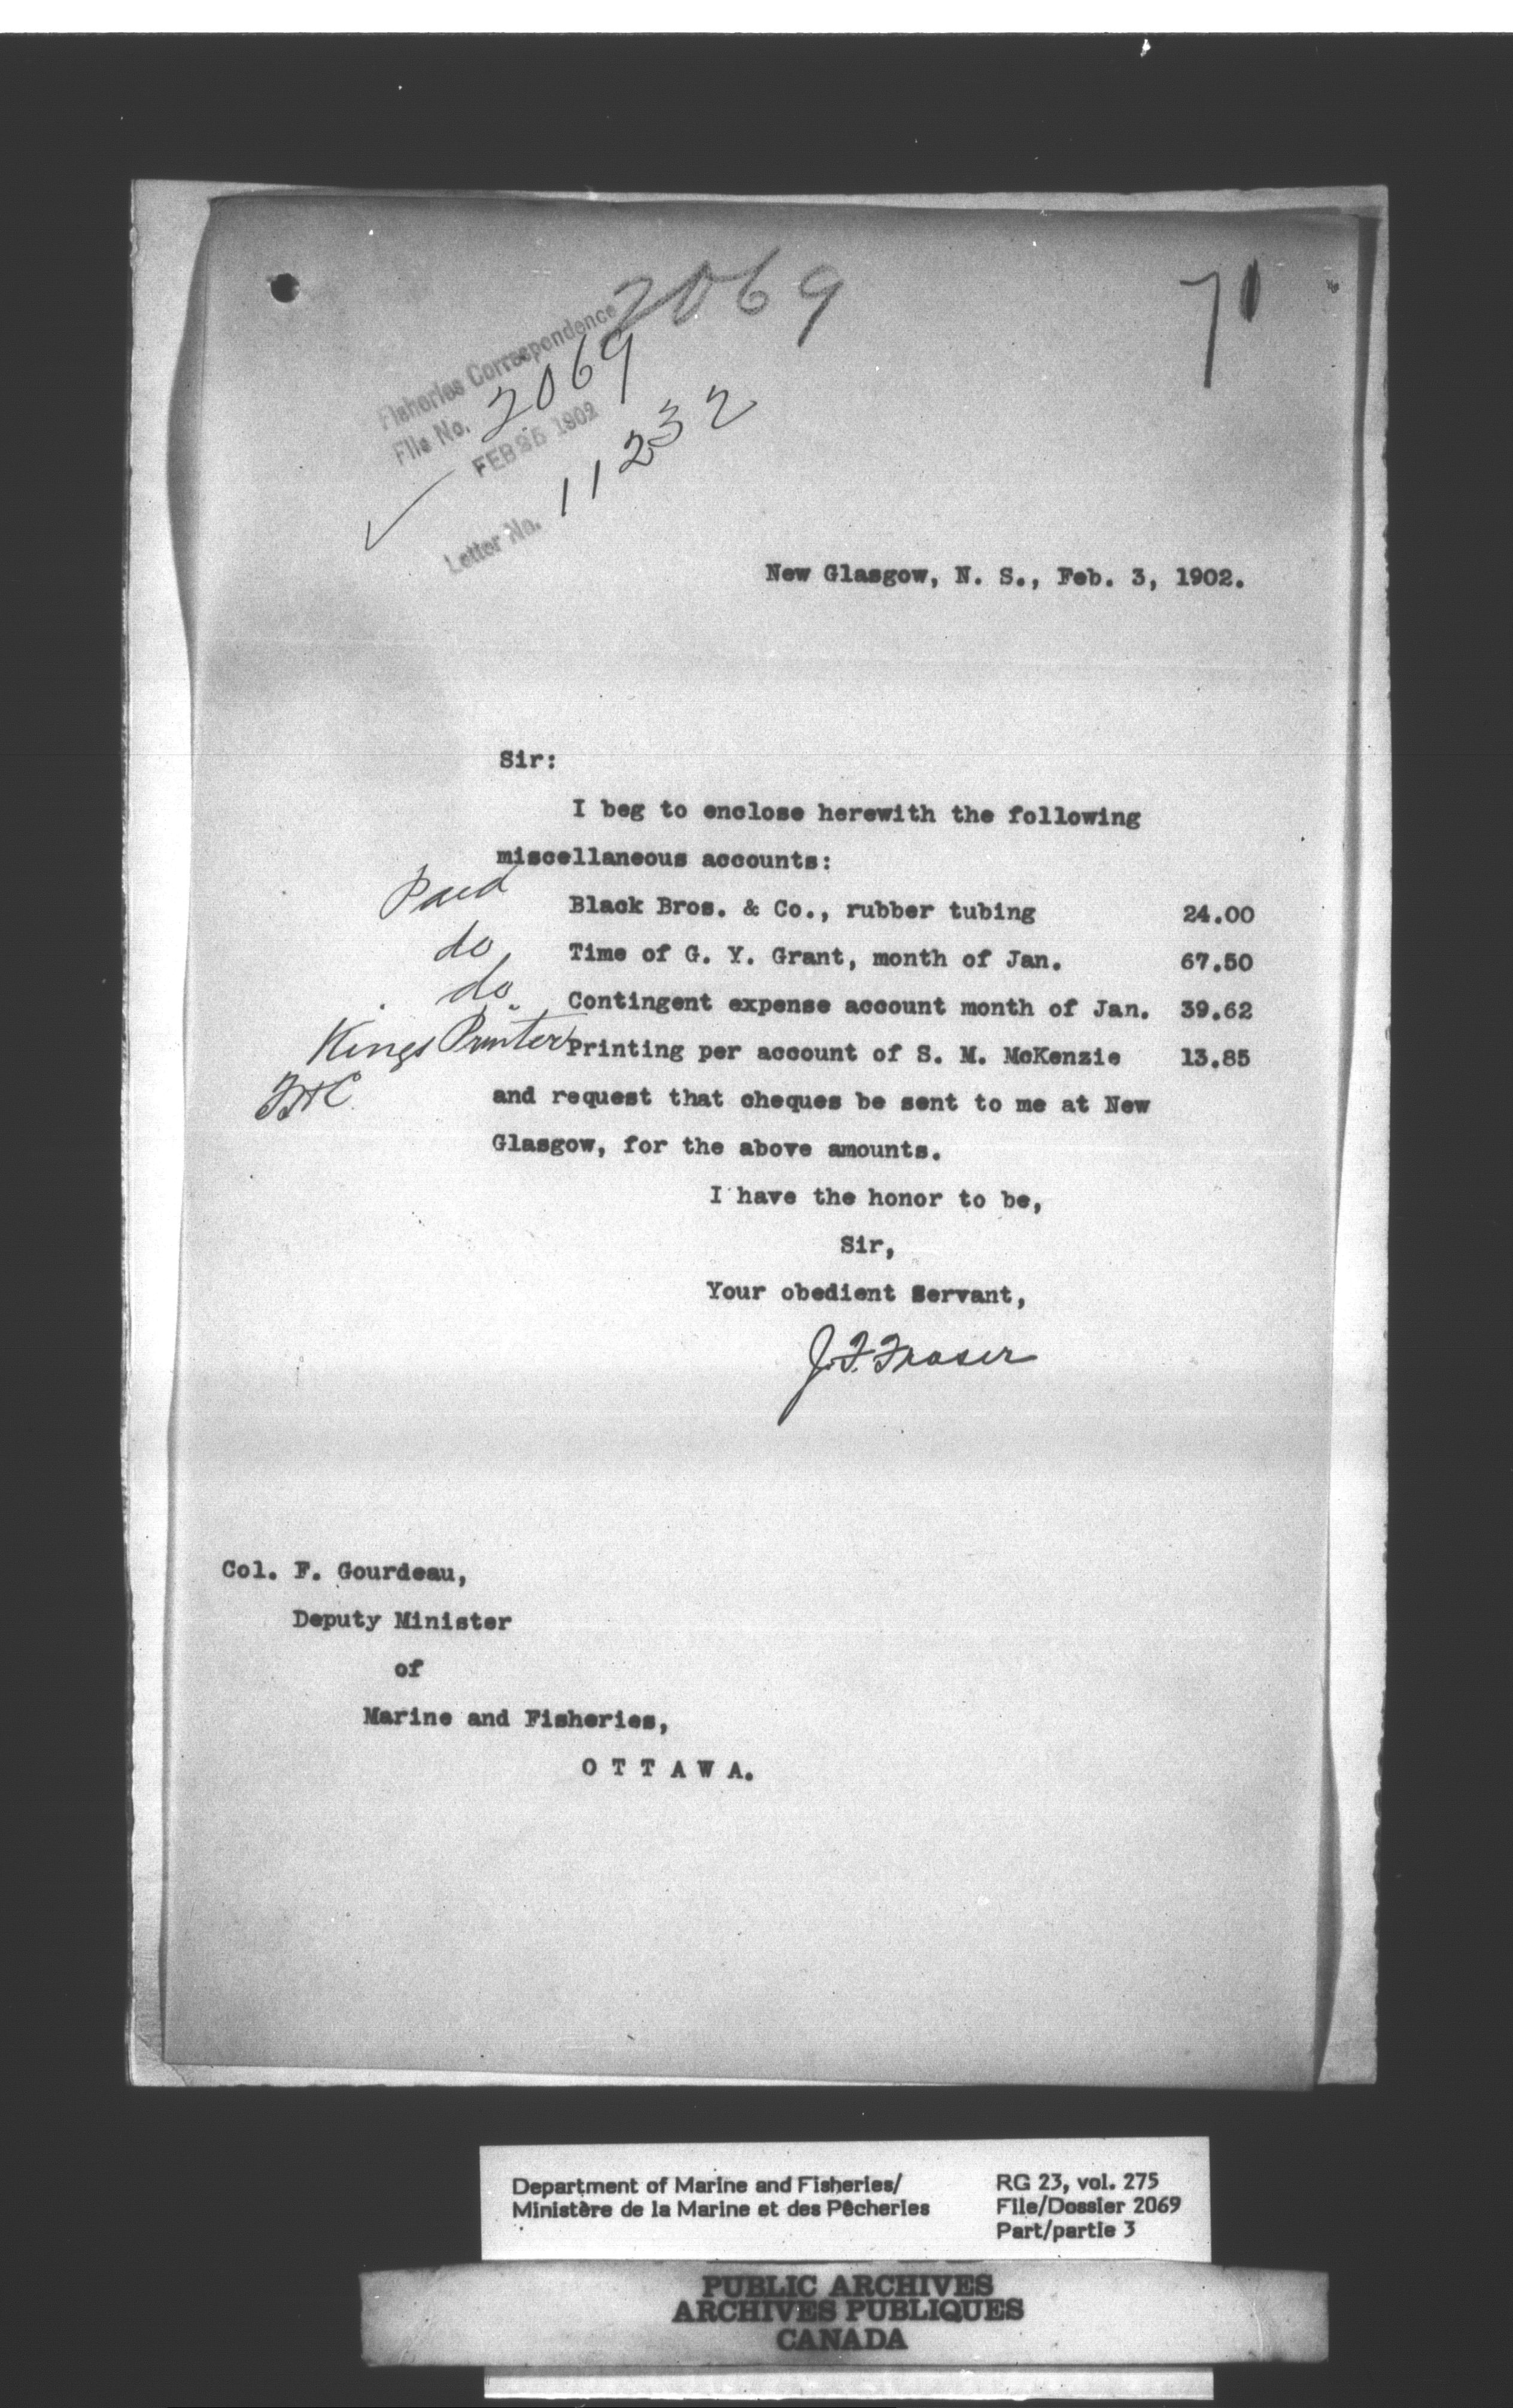 2069
71
Fisheries Correspondence
File No. 2069
FEB 25 1902
Letter No. 11232
New Glasgow, N. S., Feb. 3, 1902.
Sir:
I beg to enclose herewith the following
miscellaneous accounts:
Paid Black Bros. & Co., rubber tubing 24.00
do Time of G. Y. Grant, month of Jan. 67.50
do. Contingent expense account month of Jan. 39.62
Kings Printer Printing per account of S. M. McKenzie 13.85
and request that cheques be sent to me at New
Glasgow, for the above amounts.
I have the honor to be,
Sir,
Your obedient Servant,
J. F. Fraser
Col. F. Gourdeau,
Deputy Minister
of
Marine and Fisheries,
O T T A W A.
Department of Marine and Fisheries/
Ministère de la Marine et des Pêcheries
RG 23, vol. 275
File/Dossier 2069
Part/partie 3
PUBLIC ARCHIVES
ARCHIVES PUBLIQUES
CANADA